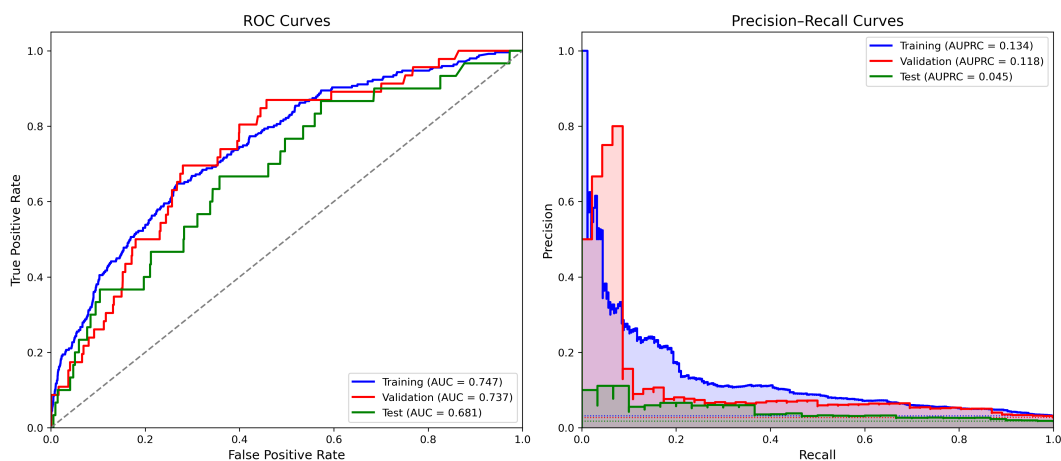 ROC Curves
1.0
0.8
0.6
0.4
0.2
0.0
True Positive Rate
0.0
0.2
0.4
0.6
0.8
1.0
False Positive Rate
Training (AUC = 0.747)
Validation (AUC = 0.737)
Test (AUC = 0.681)
Precision–Recall Curves
1.0
0.8
0.6
0.4
0.2
0.0
Precision
0.0
0.2
0.4
0.6
0.8
1.0
Recall
Training (AUPRC = 0.134)
Validation (AUPRC = 0.118)
Test (AUPRC = 0.045)